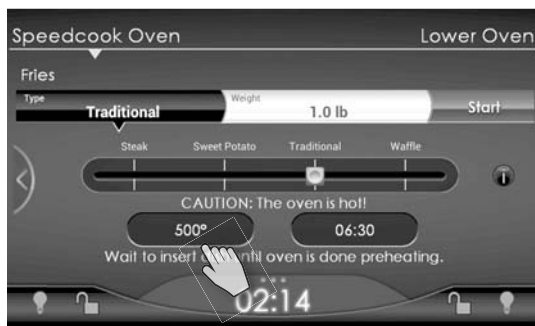 Speedcook Oven Lower Oven
Fries
Type Traditional Weight 1.0 lb Start
Steak Sweet Potato Traditional Waffle
CAUTION: The oven is hot!
500° 06:30
Wait to insert until oven is done preheating.
02:14